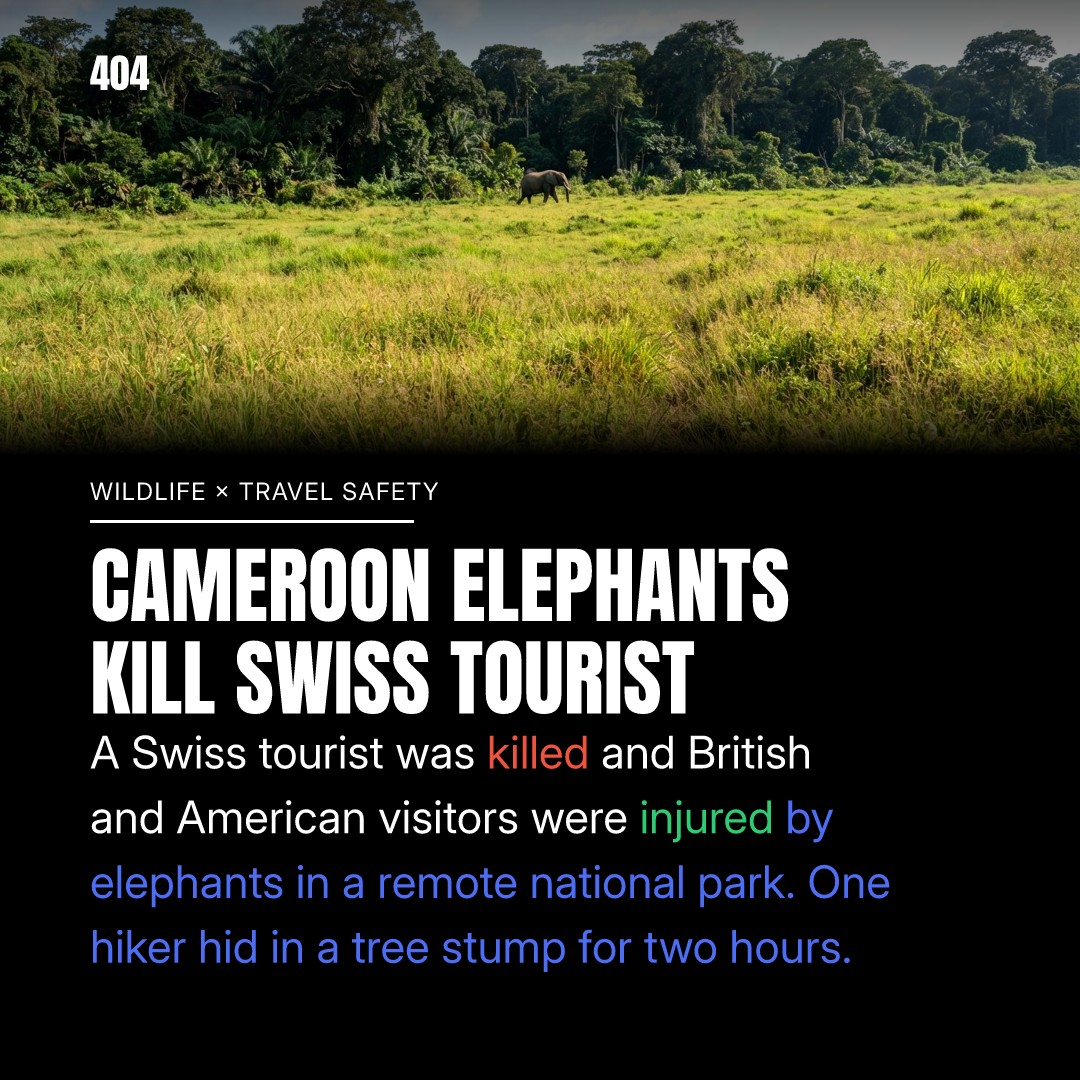 404
WILDLIFE × TRAVEL SAFETY
CAMEROON ELEPHANTS
KILL SWISS TOURIST
A Swiss tourist was killed and British
and American visitors were injured by
elephants in a remote national park. One
hiker hid in a tree stump for two hours.